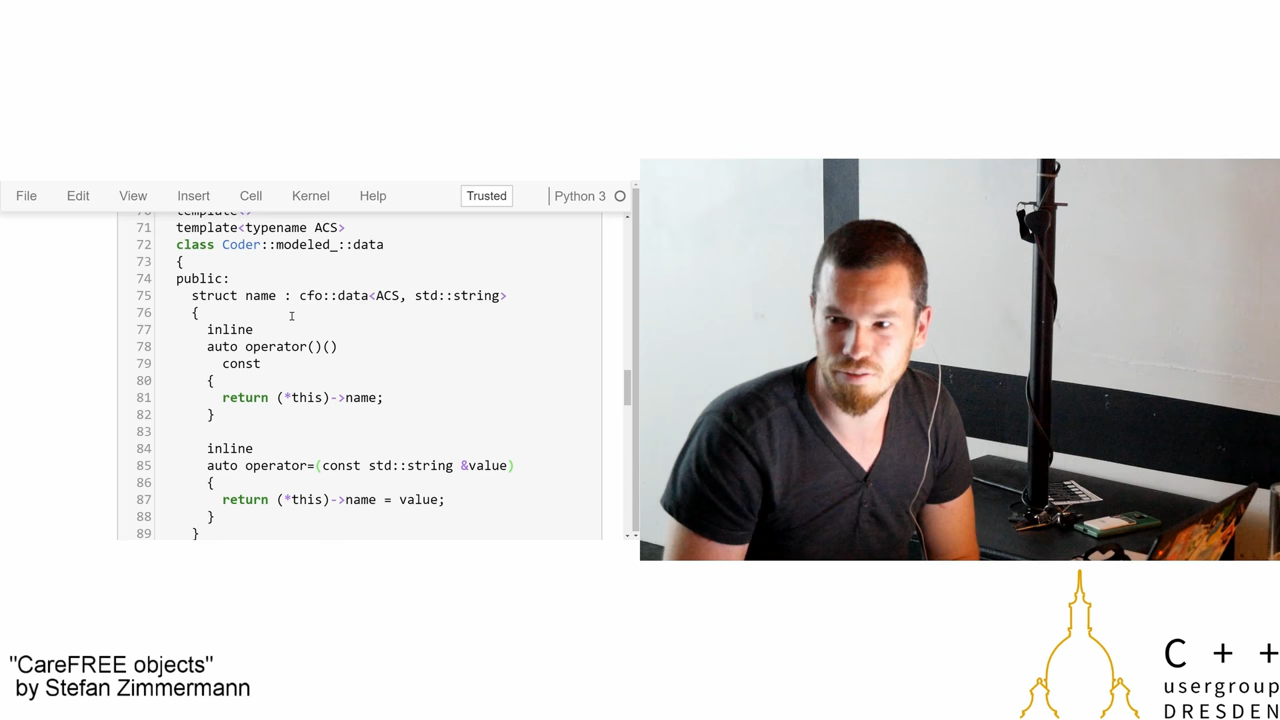 File Edit View Insert Cell Kernel Help Trusted Python 3
71 template<typename ACS>
72 class Coder::modeled_::data
73 {
74 public:
75 struct name : cfo::data<ACS, std::string>
76 {
77 inline
78 auto operator()()
79 const
80 {
81 return (*this)->name;
82 }
83
84 inline
85 auto operator=(const std::string &value)
86 {
87 return (*this)->name = value;
88 }
89 }
"CareFREE objects"
by Stefan Zimmermann
C + +
usergroup
DRESDEN